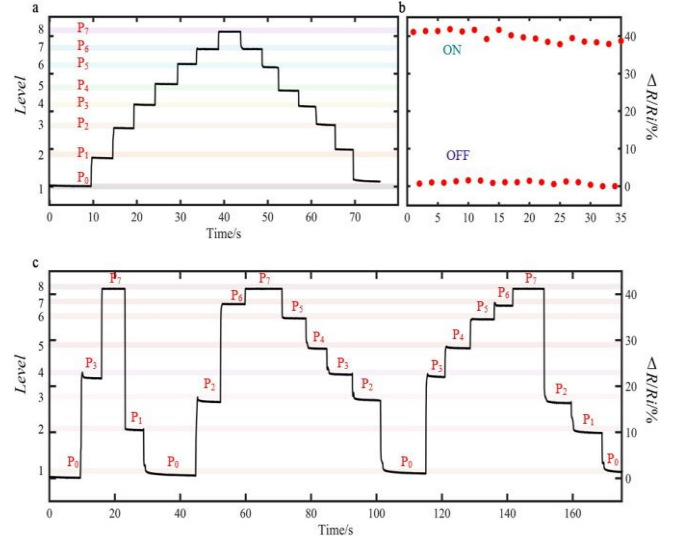 a
b
8
7
6
5
4
3
2
1
Level
P7
P6
P5
P4
P3
P2
P1
P0
0 10 20 30 40 50 60 70
Time/s
ON
OFF
40
30
20
10
0
Δ R/Ri/%
0 5 10 15 20 25 30 35
c
8
7
6
5
4
3
2
1
Level
P0 P3 P7 P1 P0 P2 P6 P7 P5 P4 P3 P2 P0 P3 P4 P5 P6 P7 P2 P1 P0
40
30
20
10
0
Δ R/Ri/%
0 20 40 60 80 100 120 140 160
Time/s